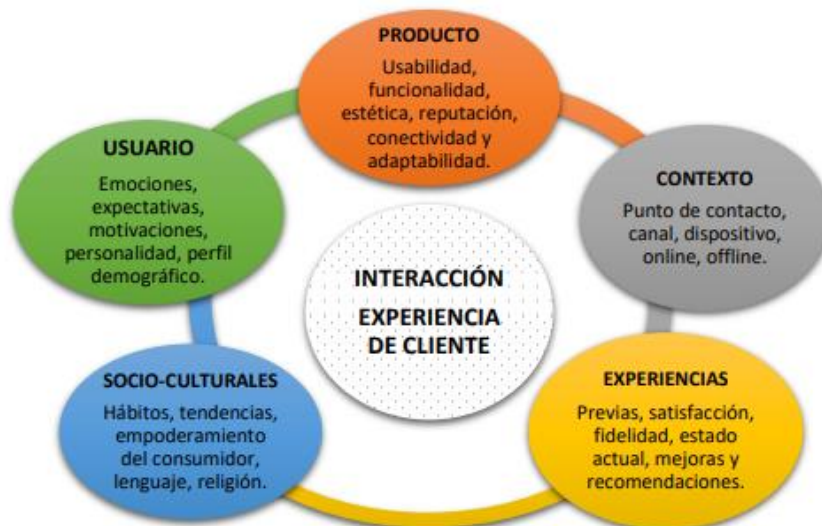 PRODUCTO
Usabilidad,
funcionalidad,
estética, reputación,
conectividad y
adaptabilidad.
USUARIO
Emociones,
expectativas,
motivaciones,
personalidad, perfil
demográfico.
CONTEXTO
Punto de contacto,
canal, dispositivo,
online, offline.
INTERACCIÓN
EXPERIENCIA
DE CLIENTE
SOCIO-CULTURALES
Hábitos, tendencias,
empoderamiento
del consumidor,
lenguaje, religión.
EXPERIENCIAS
Previas, satisfacción,
fidelidad, estado
actual, mejoras y
recomendaciones.